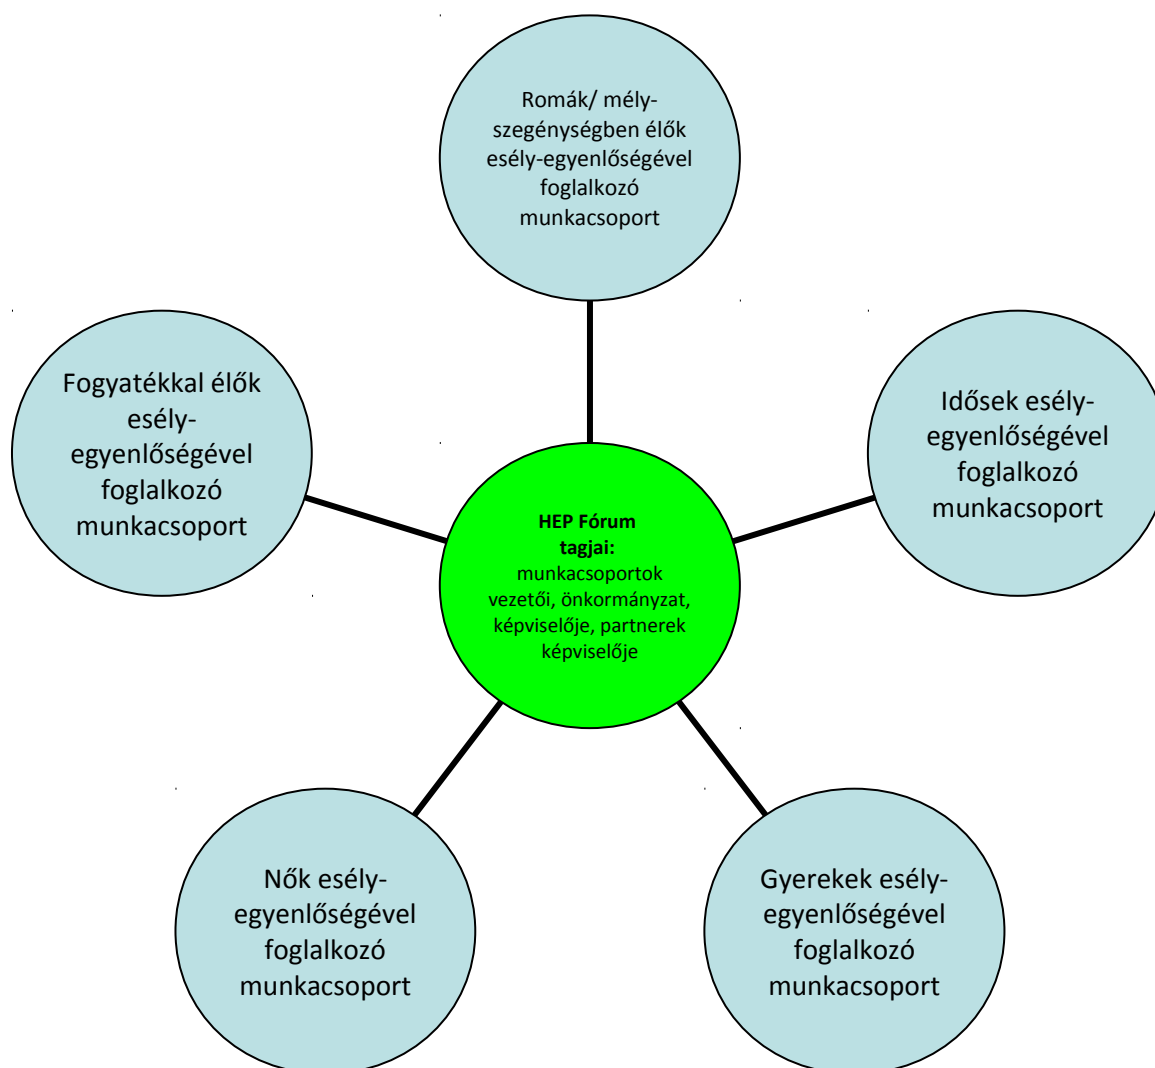 Romák/ mély-
szegénységben élők
esély-egyenlőségével
foglalkozó
munkacsoport
Fogyatékkal élők
esély-
egyenlőségével
foglalkozó
munkacsoport
Idősek esély-
egyenlőségével
foglalkozó
munkacsoport
HEP Fórum
tagjai:
munkacsoportok
vezetői, önkormányzat,
képviselője, partnerek
képviselője
Nők esély-
egyenlőségével
foglalkozó
munkacsoport
Gyerekek esély-
egyenlőségével
foglalkozó
munkacsoport